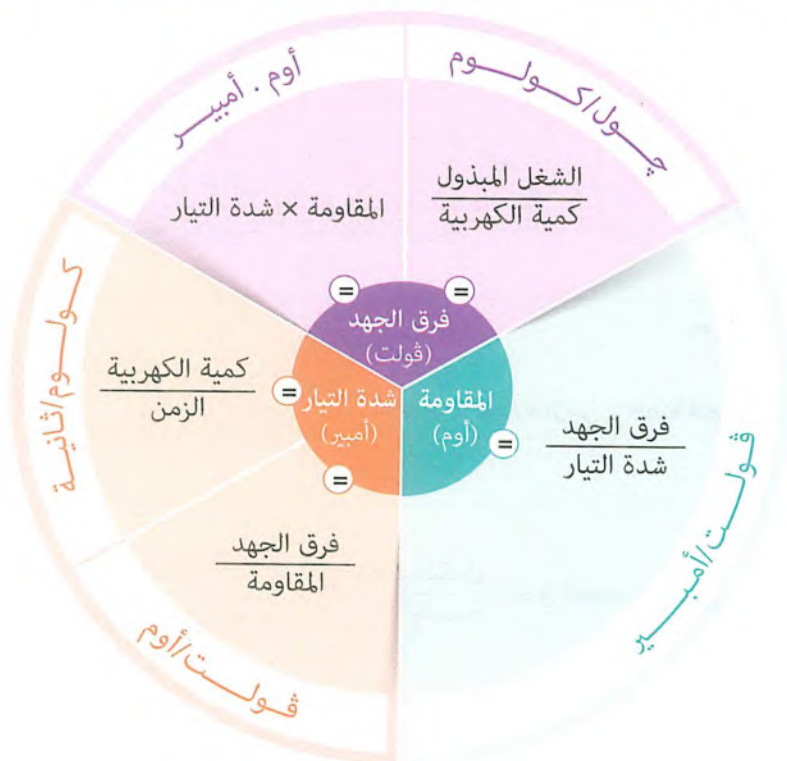 چول/كولوم
الشغل المبذول
كمية الكهربية
=
أوم . أمبير
المقاومة × شدة التيار
=
فرق الجهد
(ڤولت)
كولوم/ثانية
كمية الكهربية
الزمن
=
شدة التيار
(أمبير)
ڤولت/أوم
فرق الجهد
المقاومة
=
المقاومة
(أوم)
=
فرق الجهد
شدة التيار
ڤولت/أمبير